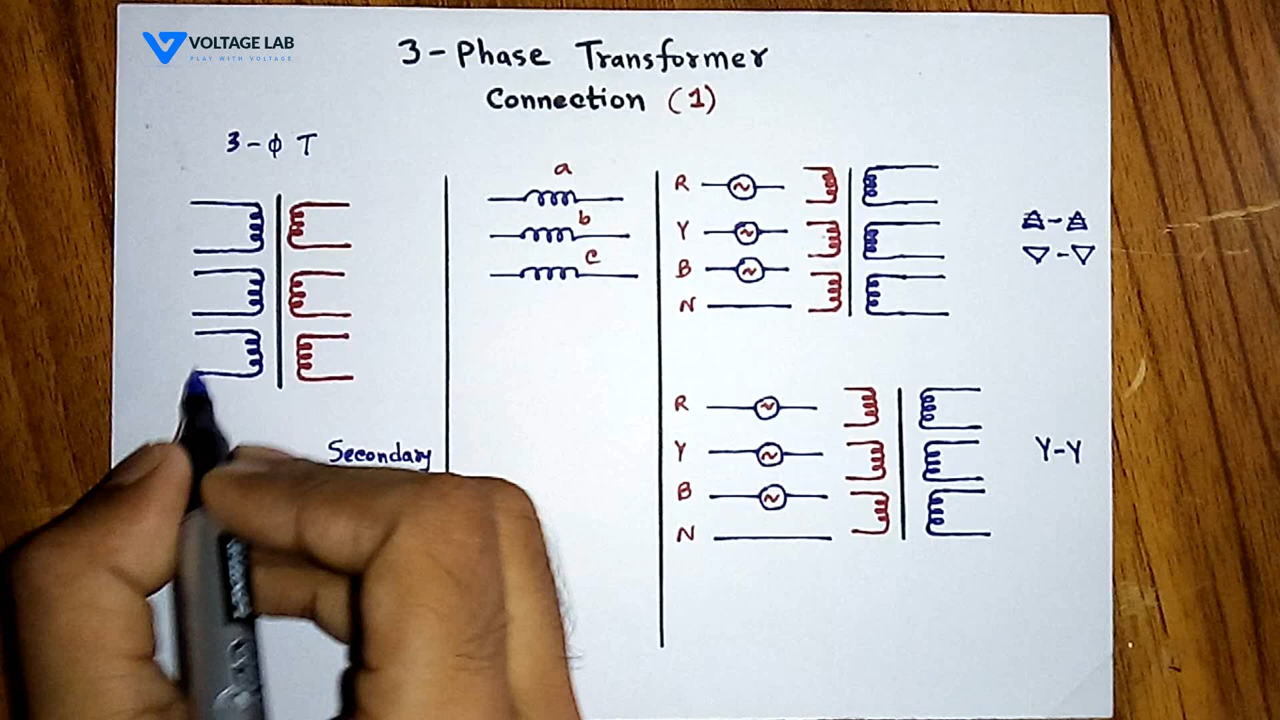 VOLTAGE LAB
PLAY WITH VOLTAGE
3-Phase Transformer
Connection (1)
3-ϕ T
Secondary
a
b
c
R
Y
B
N
∇-∇
R
Y
B
N
Y-Y